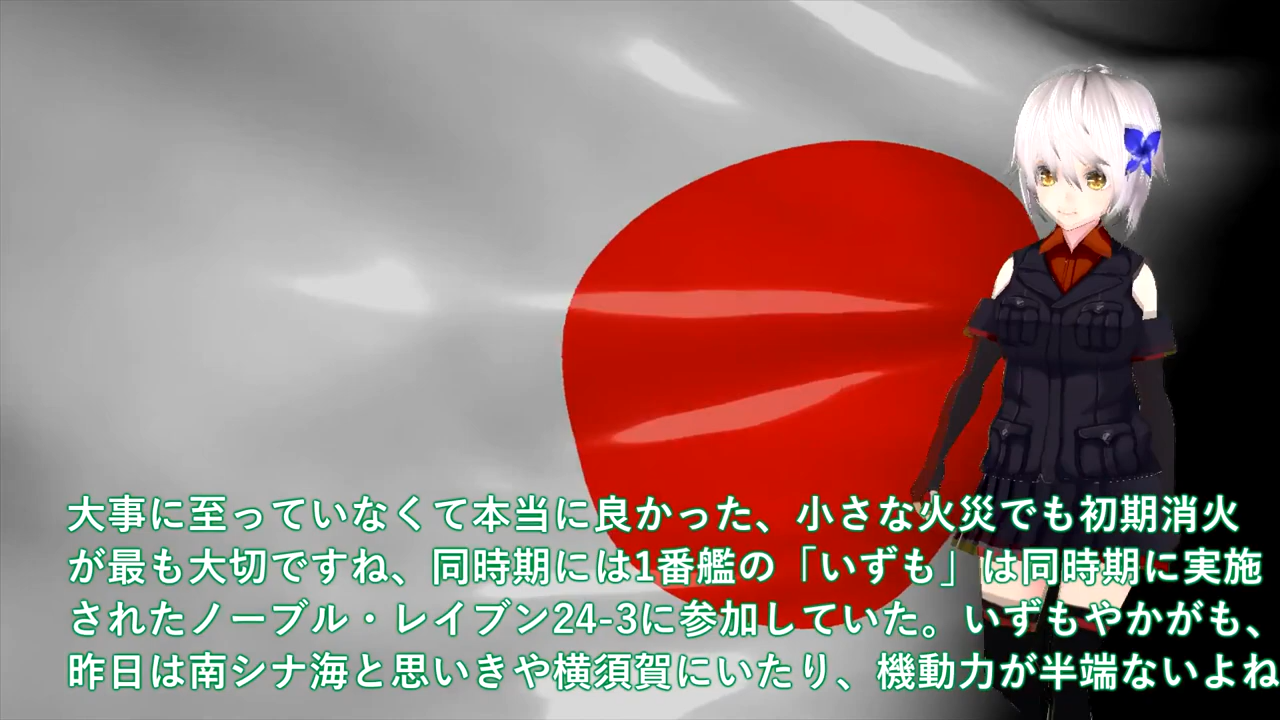 大事に至っていなくて本当に良かった、小さな火災でも初期消火
が最も大切ですね、同時期には1番艦の「いずも」は同時期に実施
されたノーブル・レイブン24-3に参加していた。いずもやかがも、
昨日は南シナ海と思いきや横須賀にいたり、機動力が半端ないよね